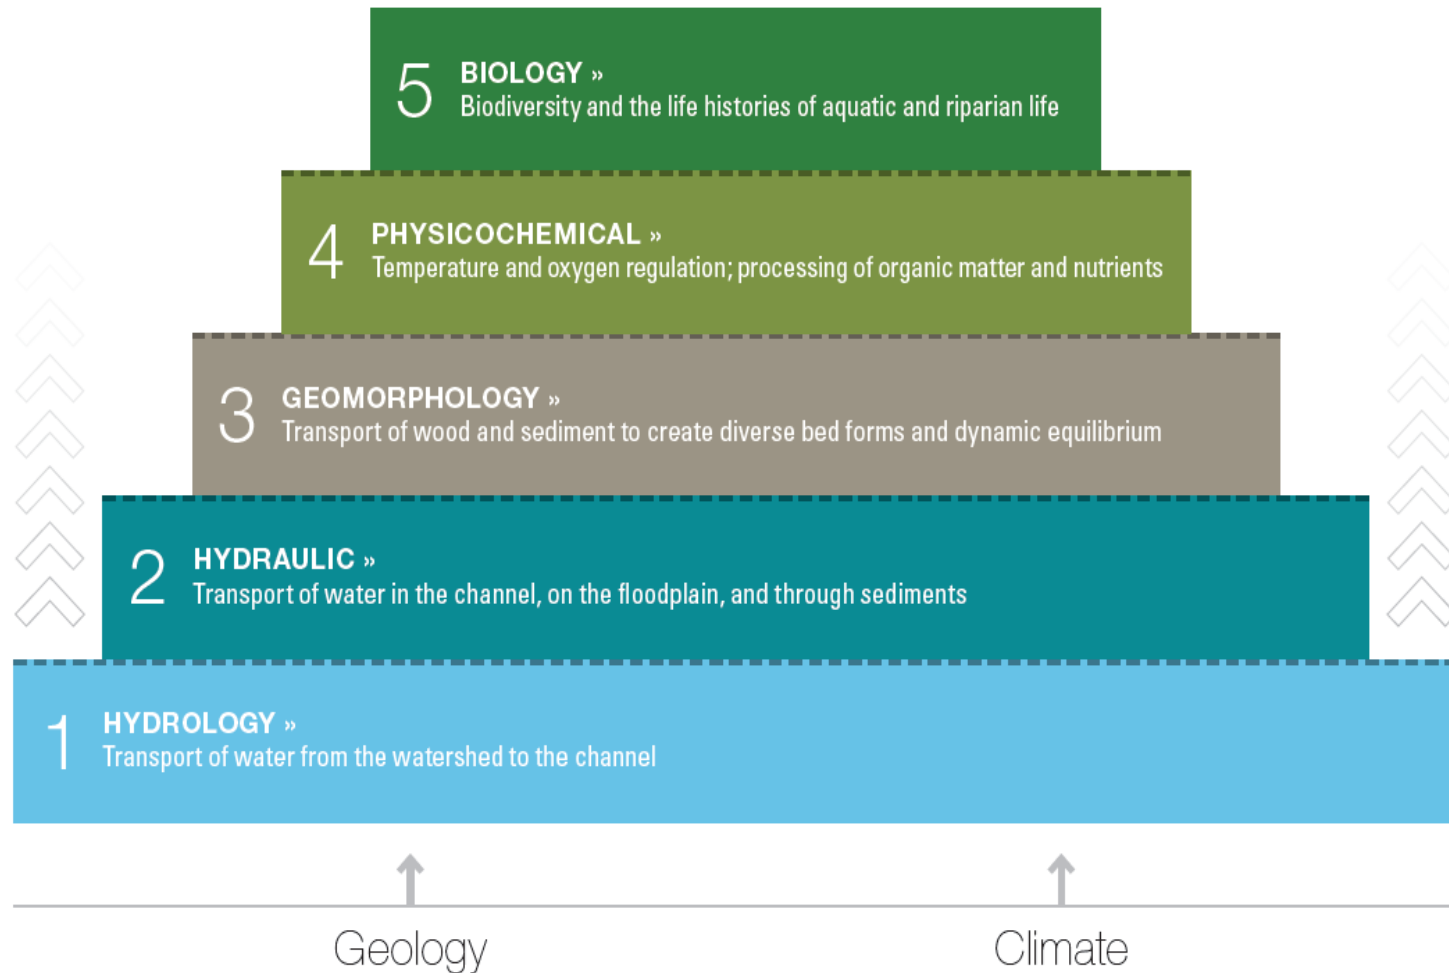 5 BIOLOGY »
Biodiversity and the life histories of aquatic and riparian life
4 PHYSICOCHEMICAL »
Temperature and oxygen regulation; processing of organic matter and nutrients
3 GEOMORPHOLOGY »
Transport of wood and sediment to create diverse bed forms and dynamic equilibrium
2 HYDRAULIC »
Transport of water in the channel, on the floodplain, and through sediments
1 HYDROLOGY »
Transport of water from the watershed to the channel
Geology
Climate